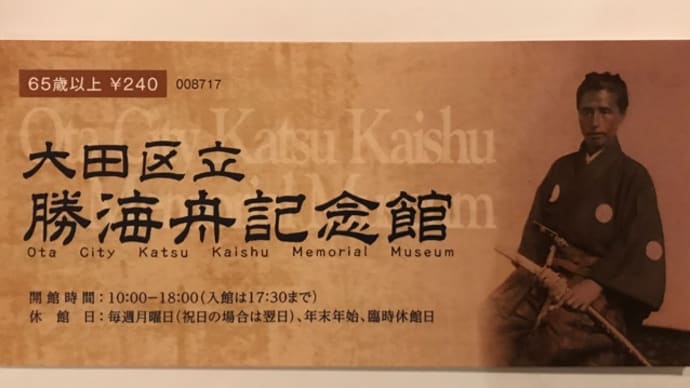 65歳以上 ¥240 008717
Ota City Katsu Kaishu
Memorial Museum
大田区立
勝海舟記念館
Ota City Katsu Kaishu Memorial Museum
開館時間：10:00−18:00（入館は17:30まで）
休館日：毎週月曜日（祝日の場合は翌日）、年末年始、臨時休館日